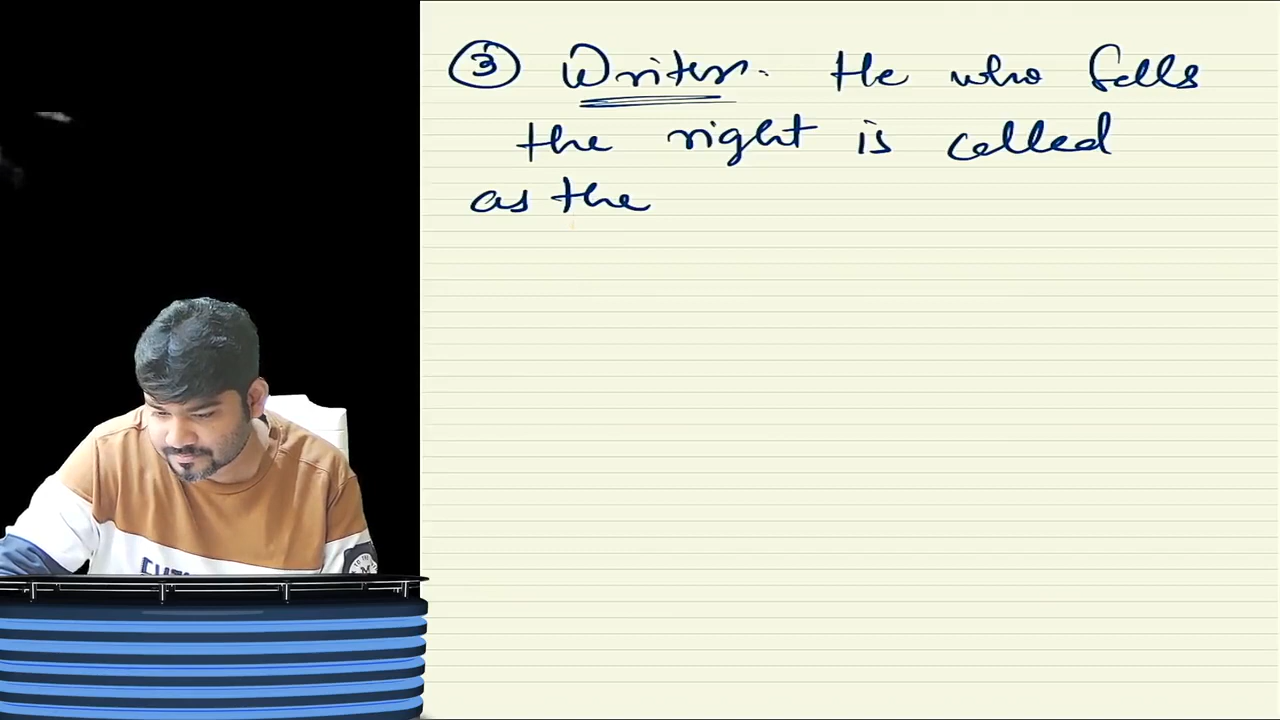 ③ Writer. He who sells
the right is called
as the